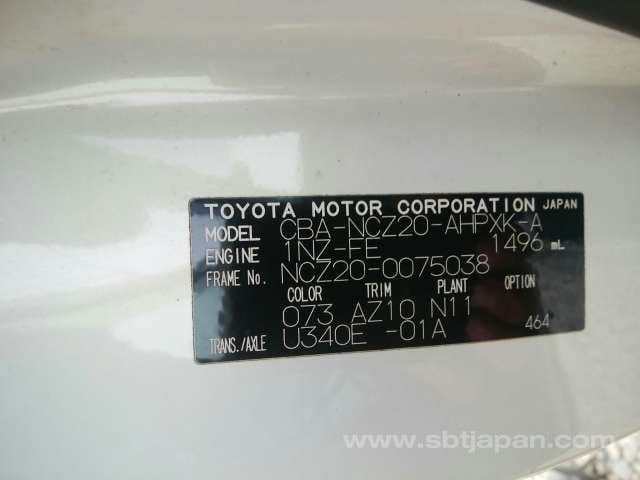 TOYOTA MOTOR CORPORATION JAPAN
MODEL CBA-NCZ20-AHPXK-A
ENGINE 1NZ-FE 1496 mL
FRAME No. NCZ20-0075038
COLOR TRIM PLANT OPTION
073 AZ10 N11
TRANS./AXLE U340E -01A 464
www.sbtjapan.com